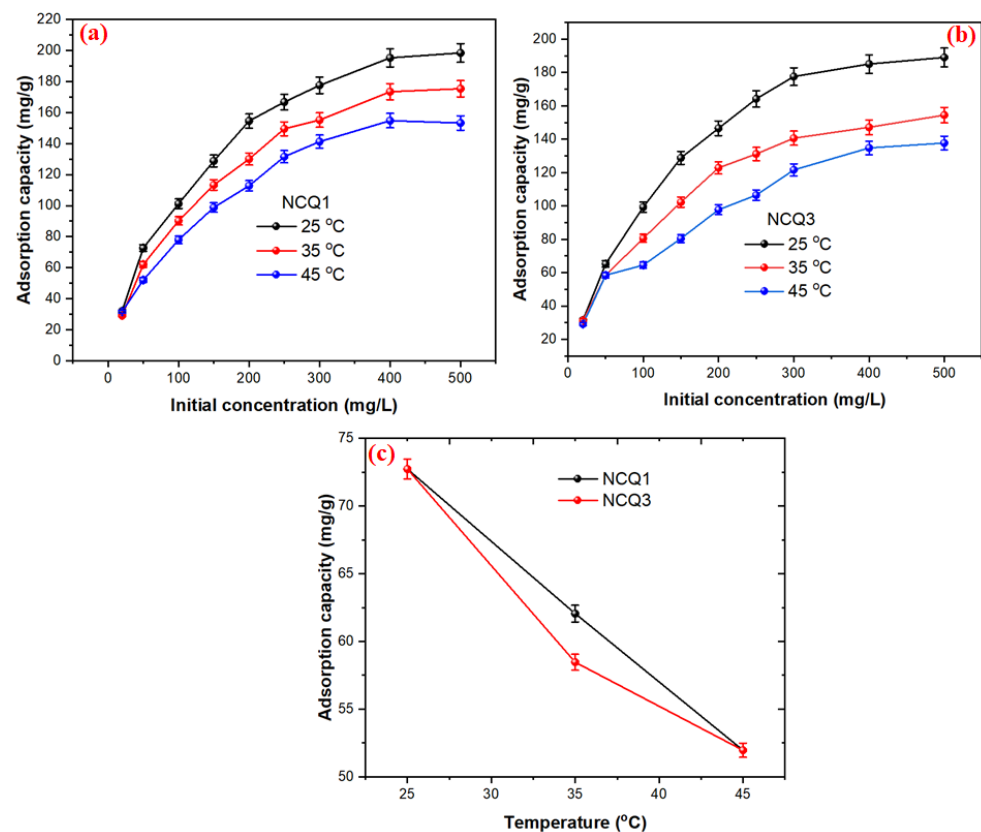 (a)
220
200
180
160
140
120
100
80
60
40
20
0
Adsorption capacity (mg/g)
NCQ1
25 °C
35 °C
45 °C
0 100 200 300 400 500
Initial concentration (mg/L)
(b)
200
180
160
140
120
100
80
60
40
20
Adsorption capacity (mg/g)
NCQ3
25 °C
35 °C
45 °C
0 100 200 300 400 500
Initial concentration (mg/L)
(c)
75
70
65
60
55
50
Adsorption capacity (mg/g)
NCQ1
NCQ3
25 30 35 40 45
Temperature (°C)